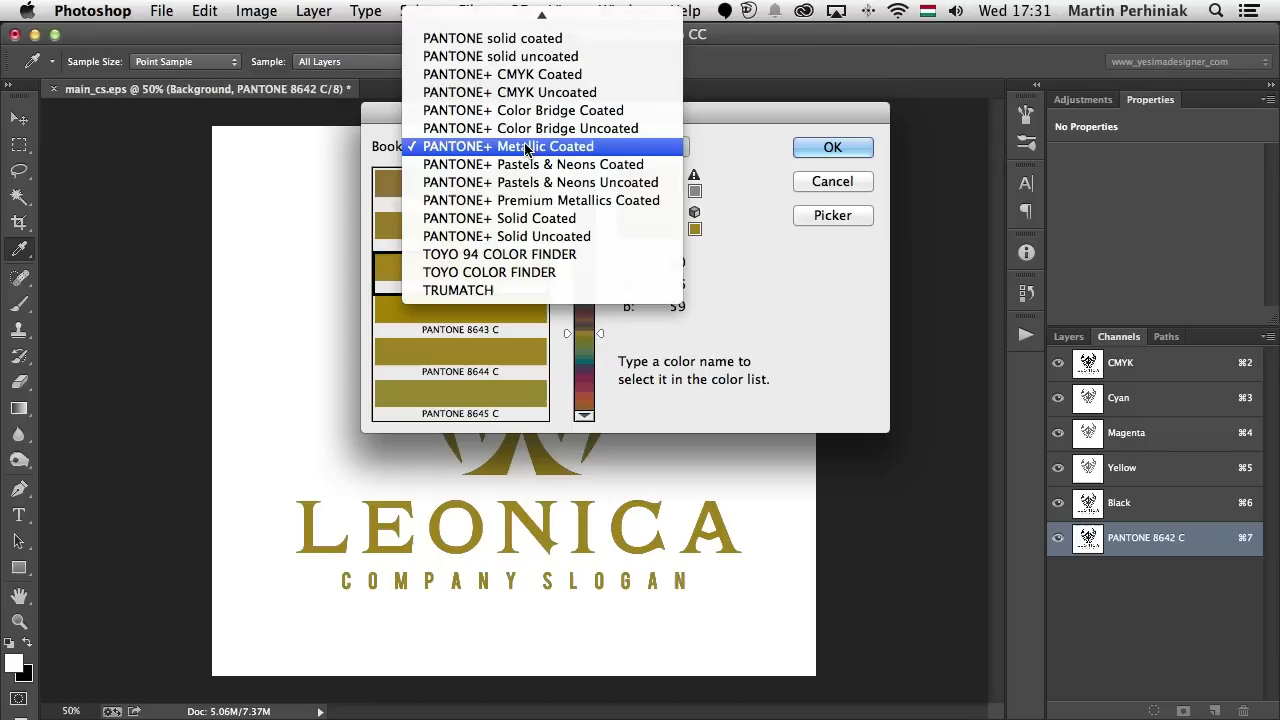 Photoshop File Edit Image Layer Type Help Wed 17:31 Martin Perhiniak
CC
Sample Size: Point Sample Sample: All Layers www_yesimadesigner_com
main_cs.eps @ 50% (Background, PANTONE 8642 C/8) *
PANTONE solid coated
PANTONE solid uncoated
PANTONE+ CMYK Coated
PANTONE+ CMYK Uncoated
PANTONE+ Color Bridge Coated
PANTONE+ Color Bridge Uncoated
Book ✓ PANTONE+ Metallic Coated
PANTONE+ Pastels & Neons Coated
PANTONE+ Pastels & Neons Uncoated
PANTONE+ Premium Metallics Coated
PANTONE+ Solid Coated
PANTONE+ Solid Uncoated
TOYO 94 COLOR FINDER
TOYO COLOR FINDER
TRUMATCH
OK
Cancel
Picker
b: 59
PANTONE 8643 C
PANTONE 8644 C
PANTONE 8645 C
Type a color name to
select it in the color list.
LEONICA
COMPANY SLOGAN
Adjustments Properties
No Properties
Layers Channels Paths
CMYK ⌘2
Cyan ⌘3
Magenta ⌘4
Yellow ⌘5
Black ⌘6
PANTONE 8642 C ⌘7
50% Doc: 5.06M/7.37M